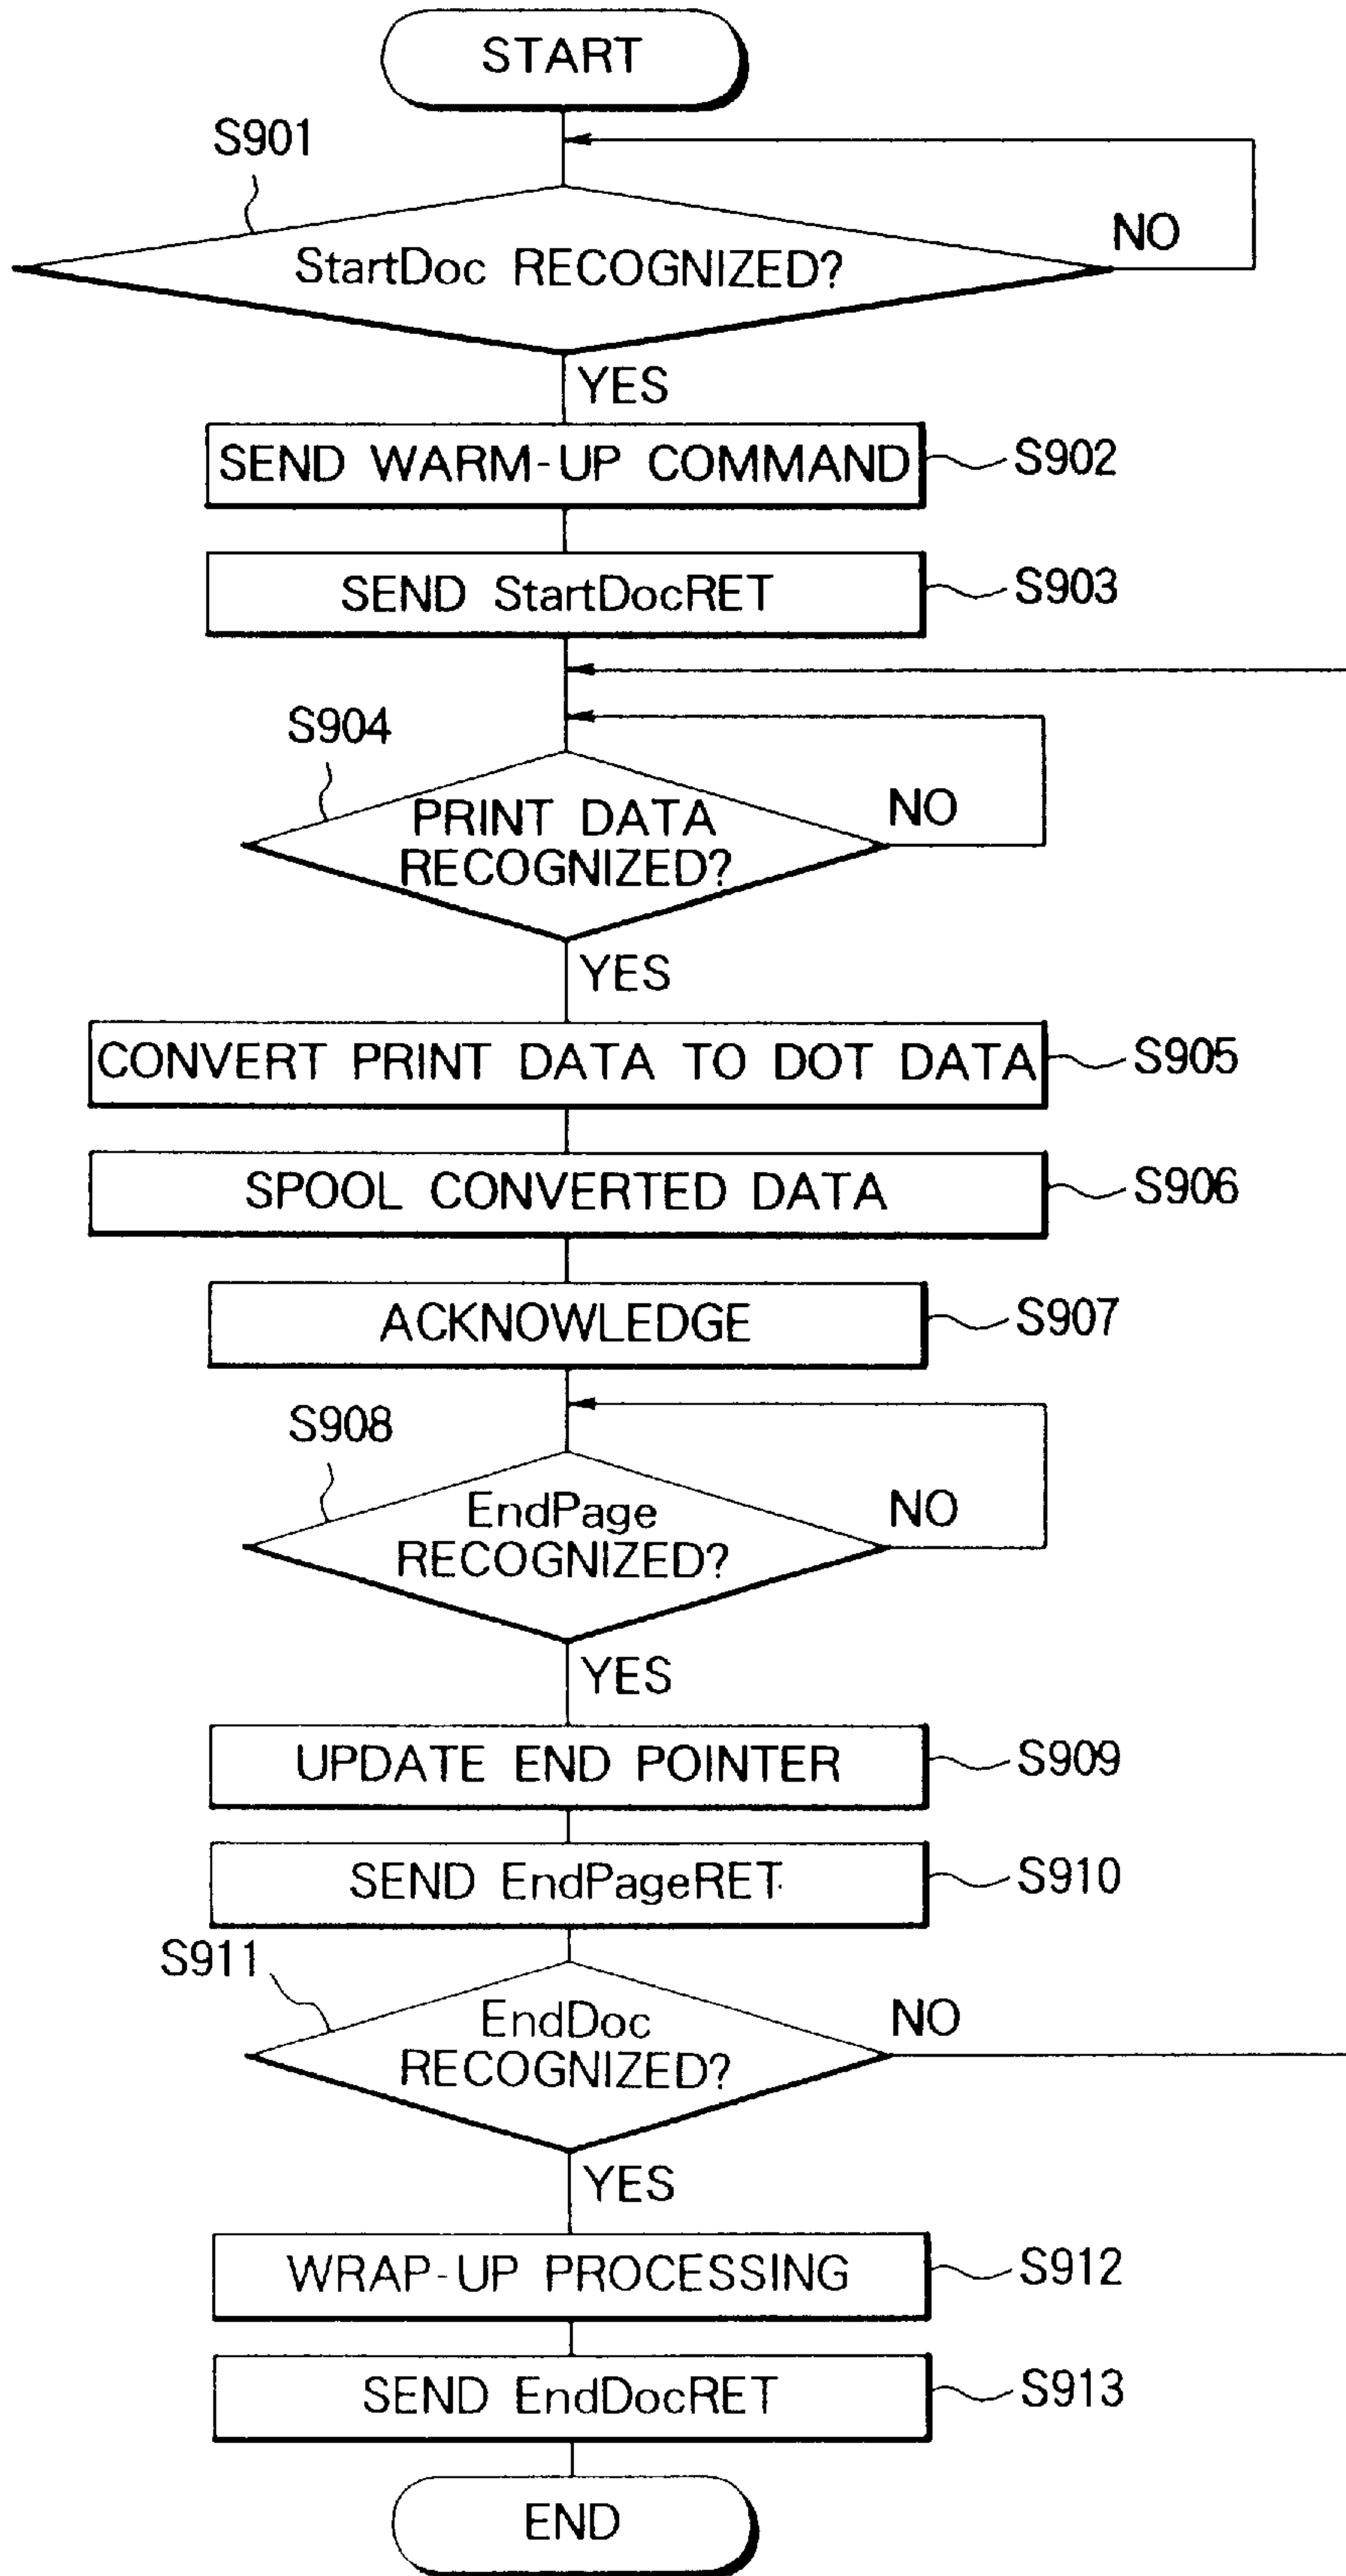 START
S901
NO
StartDoc RECOGNIZED?
YES
SEND WARM-UP COMMAND
S902
SEND StartDocRET
S903
S904
NO
PRINT DATA
RECOGNIZED?
YES
CONVERT PRINT DATA TO DOT DATA
S905
SPOOL CONVERTED DATA
S906
ACKNOWLEDGE
S907
S908
NO
EndPage
RECOGNIZED?
YES
UPDATE END POINTER
S909
SEND EndPageRET
S910
S911
NO
EndDoc
RECOGNIZED?
YES
WRAP-UP PROCESSING
S912
SEND EndDocRET
S913
END